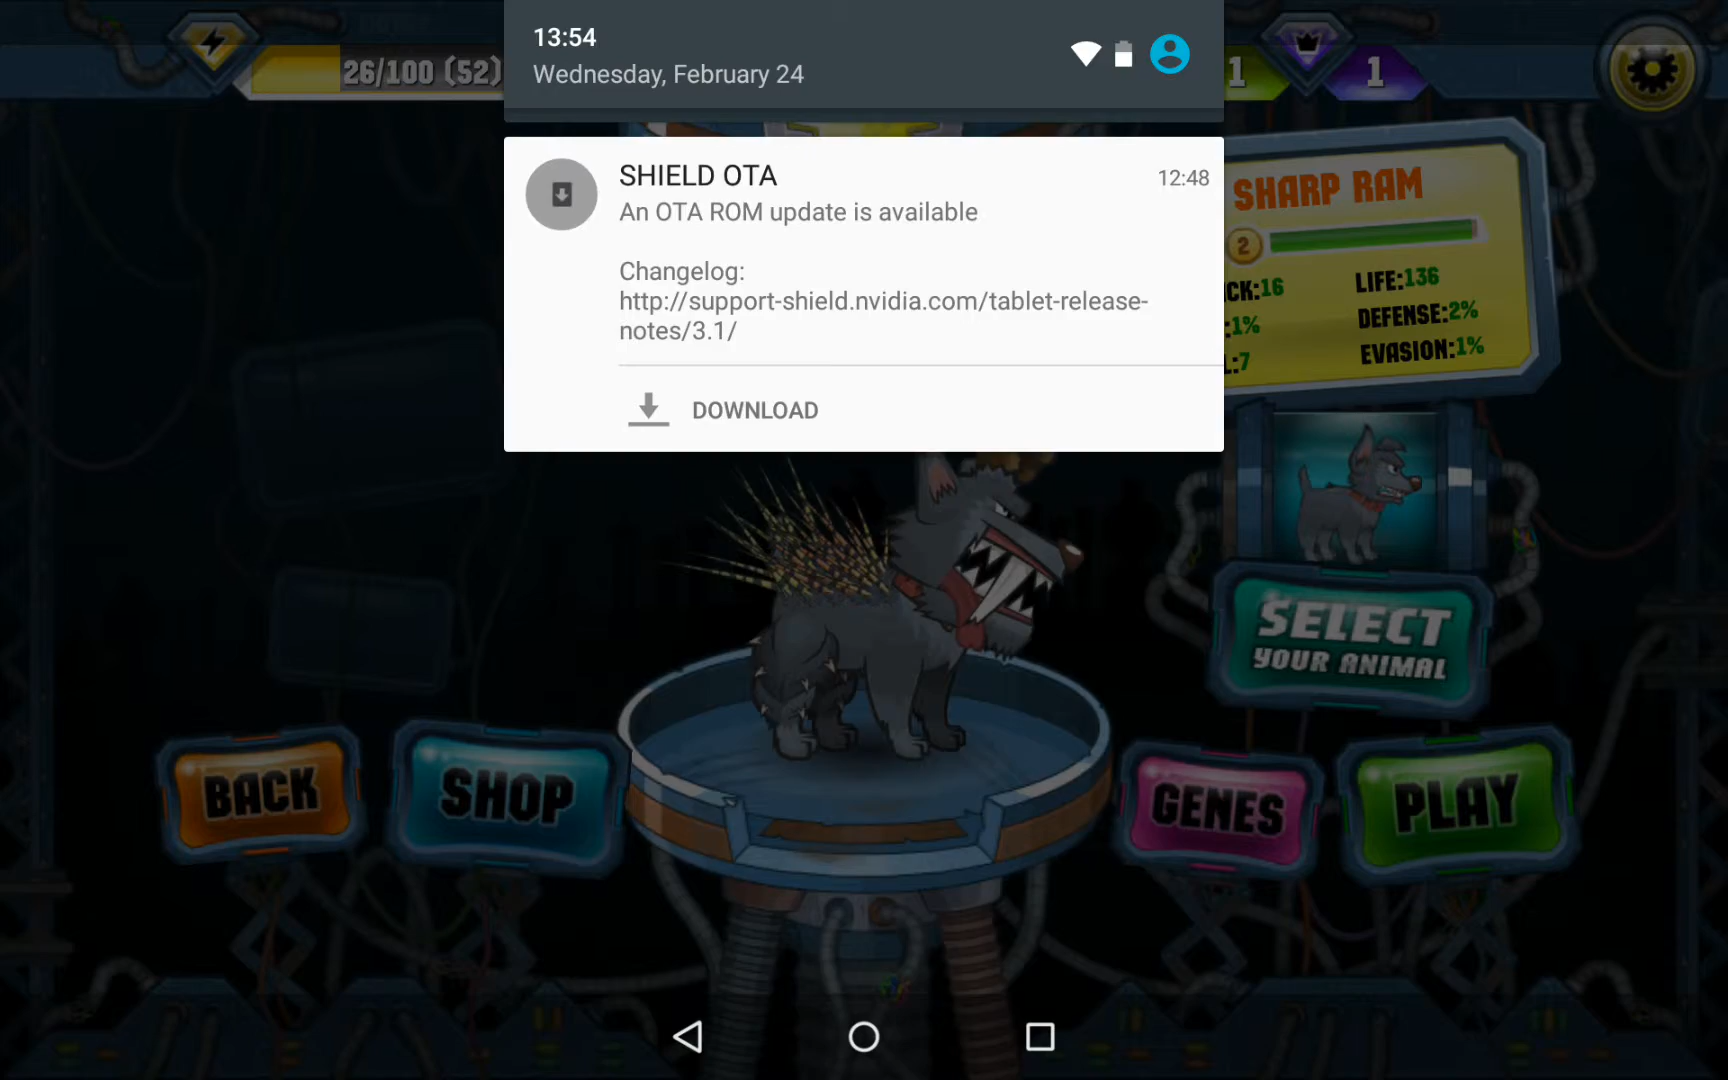 13:54
Wednesday, February 24
26/100 (52)
1
1
SHIELD OTA
12:48
An OTA ROM update is available
Changelog:
http://support-shield.nvidia.com/tablet-release-
notes/3.1/
DOWNLOAD
SHARP RAM
2
CK:16
LIFE:136
:1%
DEFENSE:2%
L:7
EVASION:1%
SELECT
YOUR ANIMAL
BACK
SHOP
GENES
PLAY